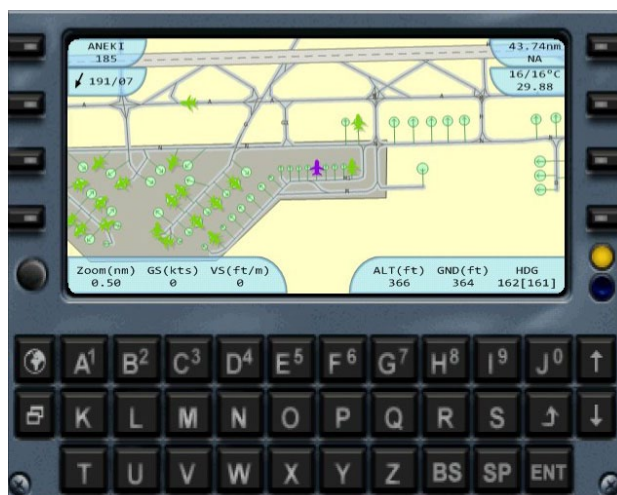 ANEKI
185
191/07
43.74nm
NA
16/16°C
29.88
A
A
N
N
Zoom(nm) GS(kts) VS(ft/m)
0.50 0 0
ALT(ft) GND(ft) HDG
366 364 162[161]
A1 B2 C3 D4 E5 F6 G7 H8 I9 J0
K L M N O P Q R S
T U V W X Y Z BS SP ENT